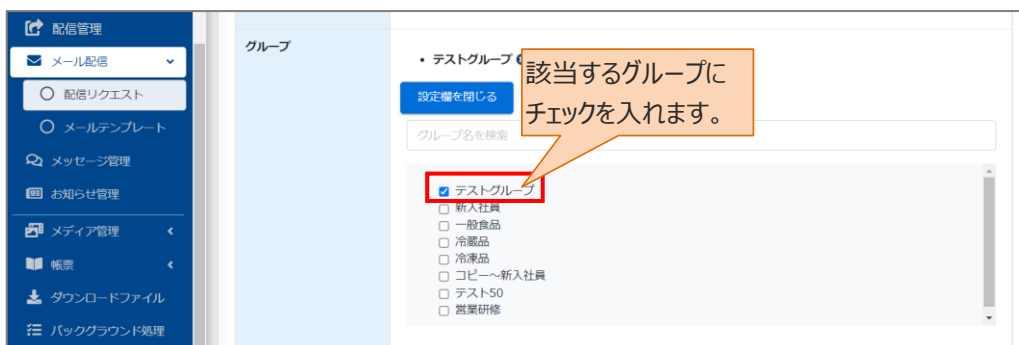 配信管理
メール配信
配信リクエスト
メールテンプレート
メッセージ管理
お知らせ管理
メディア管理
帳票
ダウンロードファイル
バックグラウンド処理
グループ
・ テストグループ
設定欄を閉じる
該当するグループに
チェックを入れます。
グループ名を検索
テストグループ
新入社員
一般食品
冷蔵品
冷凍品
コピー～新入社員
テスト50
営業研修